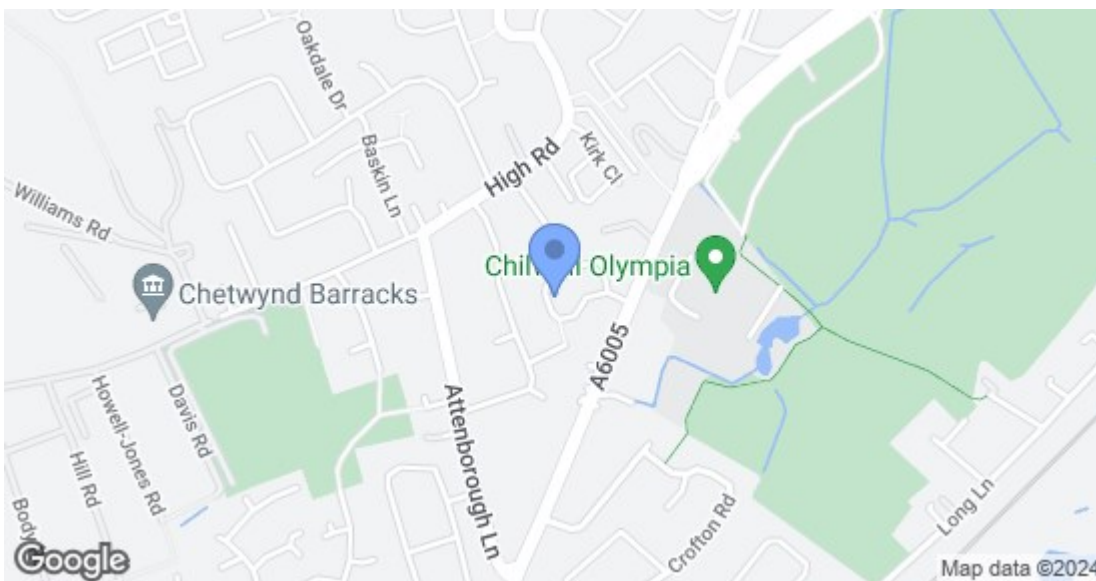 Oakdale Dr
Baskin Ln
High Rd
Kirk Cl
Williams Rd
Chetwynd Barracks
Olympia
A6005
Davis Rd
Howell-Jones Rd
Hill Rd
Attenborough Ln
Crofton Rd
Long Ln
Google
Map data ©2024